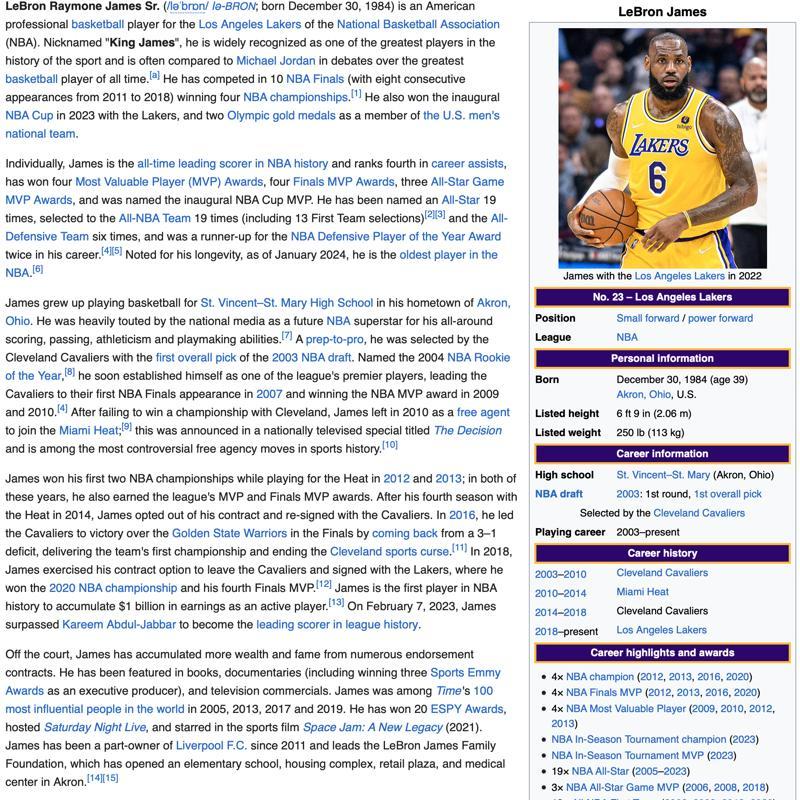 LeBron Raymone James Sr. (/ləˈbrɒn/ lə-BRON; born December 30, 1984) is an American
professional basketball player for the Los Angeles Lakers of the National Basketball Association
(NBA). Nicknamed "King James", he is widely recognized as one of the greatest players in the
history of the sport and is often compared to Michael Jordan in debates over the greatest
basketball player of all time.[a] He has competed in 10 NBA Finals (with eight consecutive
appearances from 2011 to 2018) winning four NBA championships.[1] He also won the inaugural
NBA Cup in 2023 with the Lakers, and two Olympic gold medals as a member of the U.S. men's
national team.
Individually, James is the all-time leading scorer in NBA history and ranks fourth in career assists,
has won four Most Valuable Player (MVP) Awards, four Finals MVP Awards, three All-Star Game
MVP Awards, and was named the inaugural NBA Cup MVP. He has been named an All-Star 19
times, selected to the All-NBA Team 19 times (including 13 First Team selections)[2][3] and the All-
Defensive Team six times, and was a runner-up for the NBA Defensive Player of the Year Award
twice in his career.[4][5] Noted for his longevity, as of January 2024, he is the oldest player in the
NBA.[6]
James grew up playing basketball for St. Vincent–St. Mary High School in his hometown of Akron,
Ohio. He was heavily touted by the national media as a future NBA superstar for his all-around
scoring, passing, athleticism and playmaking abilities.[7] A prep-to-pro, he was selected by the
Cleveland Cavaliers with the first overall pick of the 2003 NBA draft. Named the 2004 NBA Rookie
of the Year,[8] he soon established himself as one of the league's premier players, leading the
Cavaliers to their first NBA Finals appearance in 2007 and winning the NBA MVP award in 2009
and 2010.[4] After failing to win a championship with Cleveland, James left in 2010 as a free agent
to join the Miami Heat;[9] this was announced in a nationally televised special titled The Decision
and is among the most controversial free agency moves in sports history.[10]
James won his first two NBA championships while playing for the Heat in 2012 and 2013; in both of
these years, he also earned the league's MVP and Finals MVP awards. After his fourth season with
the Heat in 2014, James opted out of his contract and re-signed with the Cavaliers. In 2016, he led
the Cavaliers to victory over the Golden State Warriors in the Finals by coming back from a 3–1
deficit, delivering the team's first championship and ending the Cleveland sports curse.[11] In 2018,
James exercised his contract option to leave the Cavaliers and signed with the Lakers, where he
won the 2020 NBA championship and his fourth Finals MVP.[12] James is the first player in NBA
history to accumulate $1 billion in earnings as an active player.[13] On February 7, 2023, James
surpassed Kareem Abdul-Jabbar to become the leading scorer in league history.
Off the court, James has accumulated more wealth and fame from numerous endorsement
contracts. He has been featured in books, documentaries (including winning three Sports Emmy
Awards as an executive producer), and television commercials. James was among Time's 100
most influential people in the world in 2005, 2013, 2017 and 2019. He has won 20 ESPY Awards,
hosted Saturday Night Live, and starred in the sports film Space Jam: A New Legacy (2021).
James has been a part-owner of Liverpool F.C. since 2011 and leads the LeBron James Family
Foundation, which has opened an elementary school, housing complex, retail plaza, and medical
center in Akron.[14][15]
LeBron James
bibigo
LAKERS
6
James with the Los Angeles Lakers in 2022
No. 23 – Los Angeles Lakers
Position Small forward / power forward
League NBA
Personal information
Born December 30, 1984 (age 39)
Akron, Ohio, U.S.
Listed height 6 ft 9 in (2.06 m)
Listed weight 250 lb (113 kg)
Career information
High school St. Vincent–St. Mary (Akron, Ohio)
NBA draft 2003: 1st round, 1st overall pick
Selected by the Cleveland Cavaliers
Playing career 2003–present
Career history
2003–2010 Cleveland Cavaliers
2010–2014 Miami Heat
2014–2018 Cleveland Cavaliers
2018–present Los Angeles Lakers
Career highlights and awards
• 4× NBA champion (2012, 2013, 2016, 2020)
• 4× NBA Finals MVP (2012, 2013, 2016, 2020)
• 4× NBA Most Valuable Player (2009, 2010, 2012,
2013)
• NBA In-Season Tournament champion (2023)
• NBA In-Season Tournament MVP (2023)
• 19× NBA All-Star (2005–2023)
• 3× NBA All-Star Game MVP (2006, 2008, 2018)